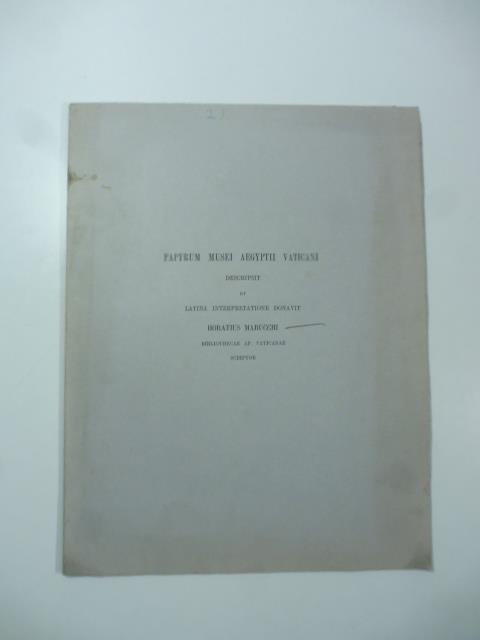 PAPYRUM MUSEI AEGYPTII VATICANI
DESCRIPSIT
ET
LATINA INTERPRETATIONE DONAVIT
HORATIUS MARUCCHI
BIBLIOTHECAE AP. VATICANAE
SCRIPTOR